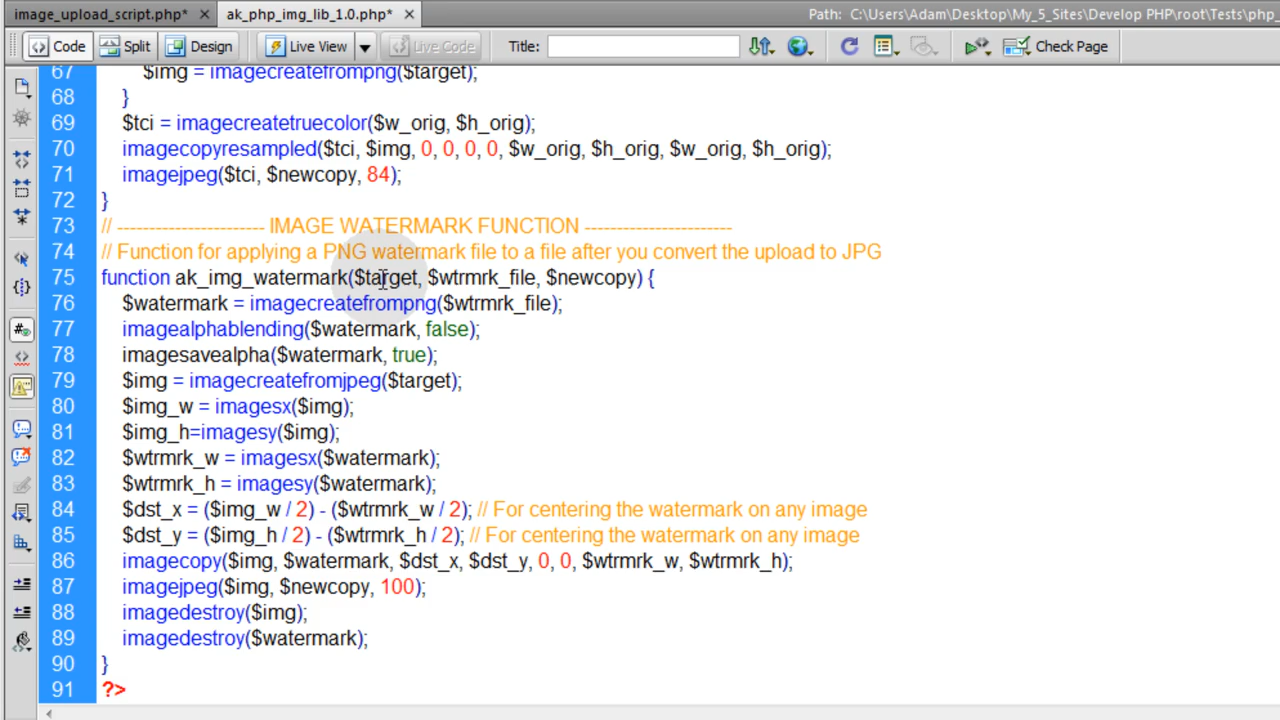 image_upload_script.php* × ak_php_img_lib_1.0.php* × Path: C:\Users\Adam\Desktop\My_5_Sites\Develop PHP\root\Tests\php_
Code Split Design Live View Live Code Title: Check Page
67 $img = imagecreatefrompng($target);
68 }
69 $tci = imagecreatetruecolor($w_orig, $h_orig);
70 imagecopyresampled($tci, $img, 0, 0, 0, 0, $w_orig, $h_orig, $w_orig, $h_orig);
71 imagejpeg($tci, $newcopy, 84);
72 }
73 // ----------------------- IMAGE WATERMARK FUNCTION -----------------------
74 // Function for applying a PNG watermark file to a file after you convert the upload to JPG
75 function ak_img_watermark($target, $wtrmrk_file, $newcopy) {
76 $watermark = imagecreatefrompng($wtrmrk_file);
77 imagealphablending($watermark, false);
78 imagesavealpha($watermark, true);
79 $img = imagecreatefromjpeg($target);
80 $img_w = imagesx($img);
81 $img_h=imagesy($img);
82 $wtrmrk_w = imagesx($watermark);
83 $wtrmrk_h = imagesy($watermark);
84 $dst_x = ($img_w / 2) - ($wtrmrk_w / 2); // For centering the watermark on any image
85 $dst_y = ($img_h / 2) - ($wtrmrk_h / 2); // For centering the watermark on any image
86 imagecopy($img, $watermark, $dst_x, $dst_y, 0, 0, $wtrmrk_w, $wtrmrk_h);
87 imagejpeg($img, $newcopy, 100);
88 imagedestroy($img);
89 imagedestroy($watermark);
90 }
91 ?>